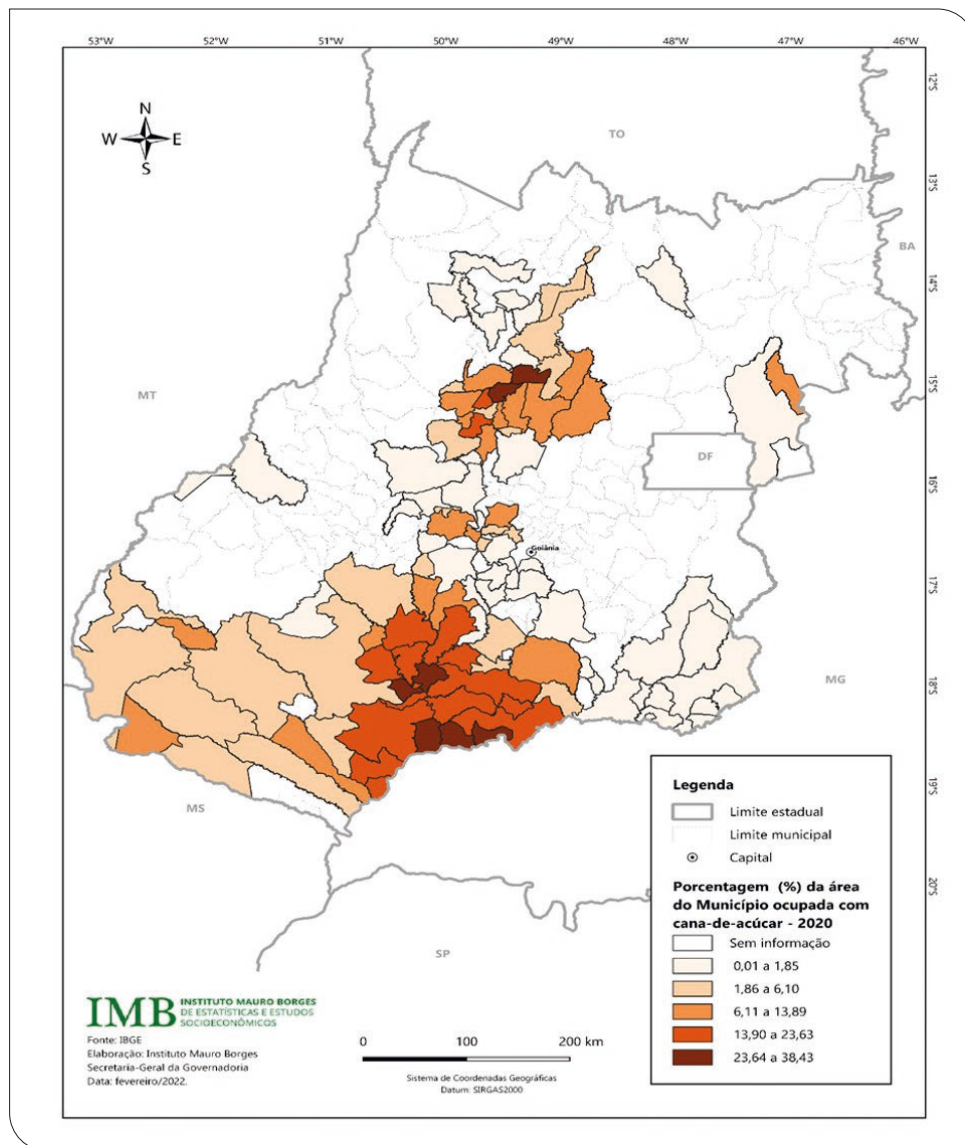 53°W 52°W 51°W 50°W 49°W 48°W 47°W 46°W
12°S
13°S
14°S
15°S
16°S
17°S
18°S
19°S
20°S
N
W E
S
TO
BA
MT
DF
Goiânia
MG
MS
SP
Legenda
Limite estadual
Limite municipal
Capital
Porcentagem (%) da área
do Município ocupada com
cana-de-acúcar - 2020
Sem informação
0,01 a 1,85
1,86 a 6,10
6,11 a 13,89
13,90 a 23,63
23,64 a 38,43
IMB
INSTITUTO MAURO BORGES
DE ESTATÍSTICAS E ESTUDOS
SOCIOECONÔMICOS
Fonte: IBGE
Elaboração: Instituto Mauro Borges
Secretaria-Geral da Governadoria
Data: fevereiro/2022.
0 100 200 km
Sistema de Coordenadas Geográficas
Datum: SIRGAS2000